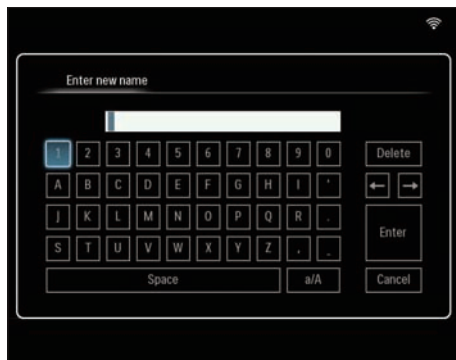 Enter new name
1 2 3 4 5 6 7 8 9 0 Delete
A B C D E F G H I ' ← →
J K L M N O P Q R .
Enter
S T U V W X Y Z , _
Space a/A Cancel